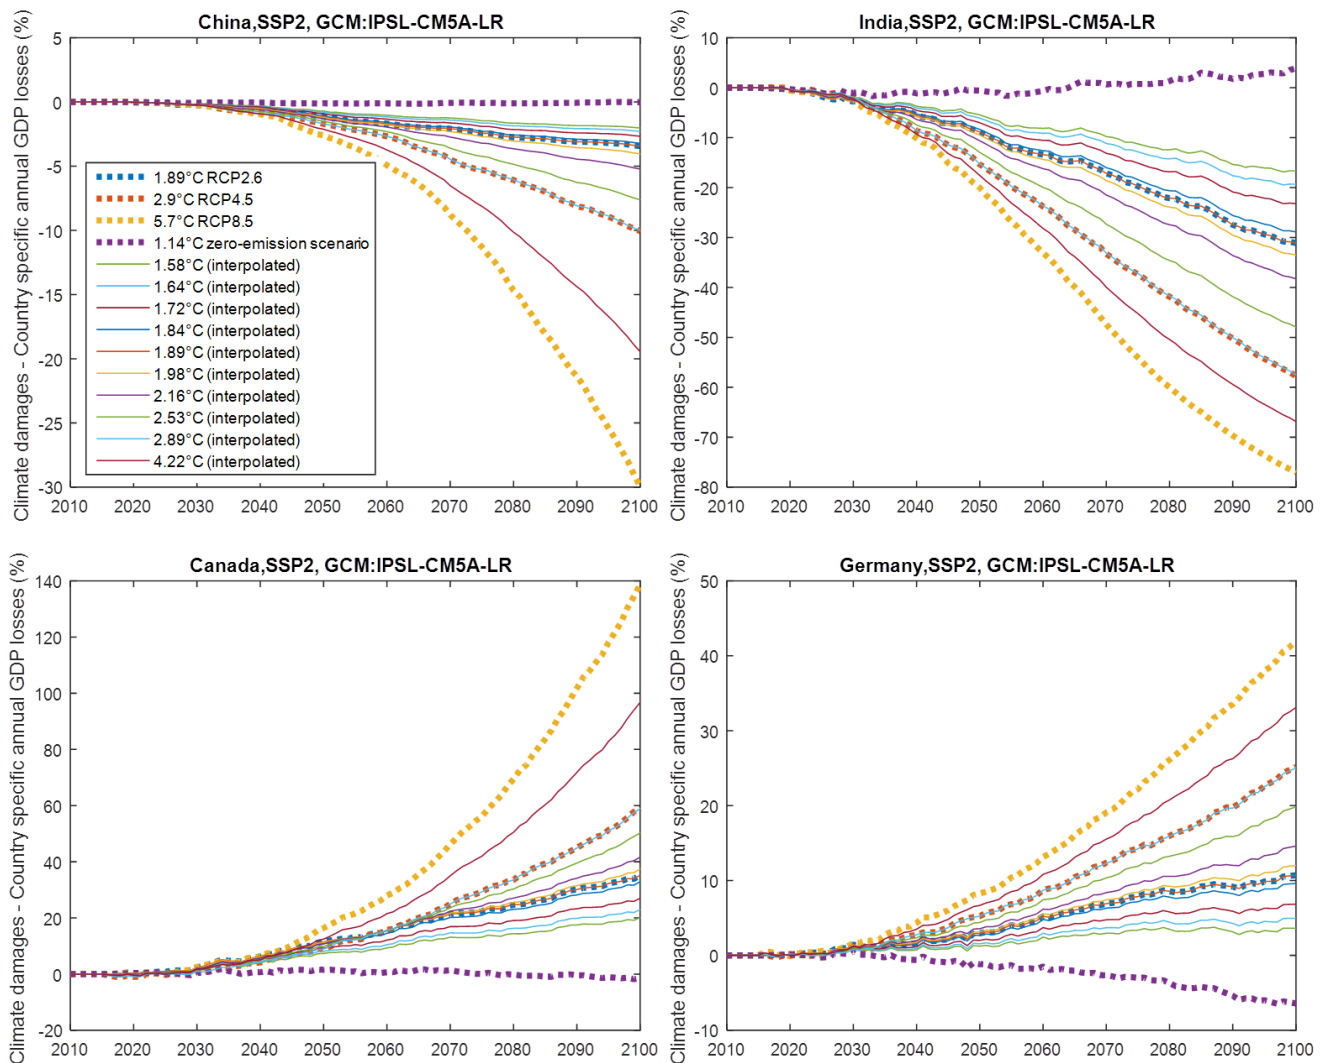 China,SSP2, GCM:IPSL-CM5A-LR
Climate damages - Country specific annual GDP losses (%)
5
0
-5
-10
-15
-20
-25
-30
1.89°C RCP2.6
2.9°C RCP4.5
5.7°C RCP8.5
1.14°C zero-emission scenario
1.58°C (interpolated)
1.64°C (interpolated)
1.72°C (interpolated)
1.84°C (interpolated)
1.89°C (interpolated)
1.98°C (interpolated)
2.16°C (interpolated)
2.53°C (interpolated)
2.89°C (interpolated)
4.22°C (interpolated)
2010 2020 2030 2040 2050 2060 2070 2080 2090 2100
India,SSP2, GCM:IPSL-CM5A-LR
Climate damages - Country specific annual GDP losses (%)
10
0
-10
-20
-30
-40
-50
-60
-70
-80
2010 2020 2030 2040 2050 2060 2070 2080 2090 2100
Canada,SSP2, GCM:IPSL-CM5A-LR
Climate damages - Country specific annual GDP losses (%)
140
120
100
80
60
40
20
0
-20
2010 2020 2030 2040 2050 2060 2070 2080 2090 2100
Germany,SSP2, GCM:IPSL-CM5A-LR
Climate damages - Country specific annual GDP losses (%)
50
40
30
20
10
0
-10
2010 2020 2030 2040 2050 2060 2070 2080 2090 2100